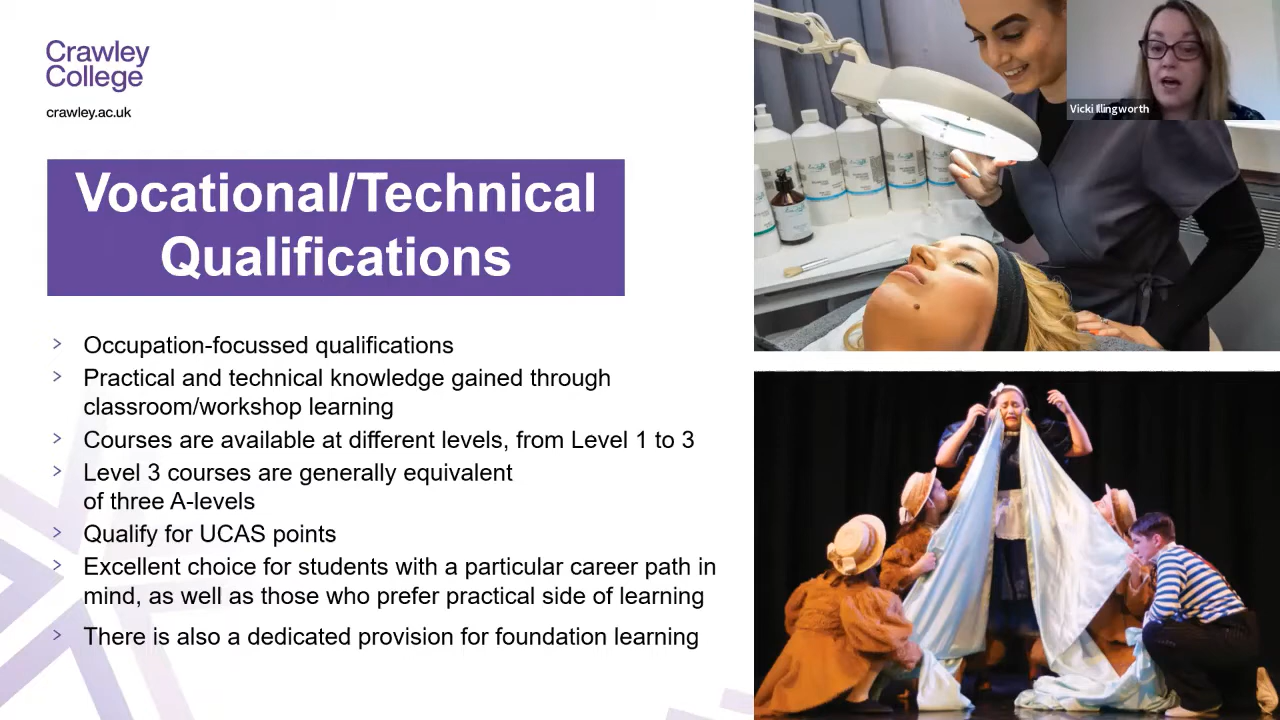 Crawley
College
crawley.ac.uk
Vicki Illingworth
Vocational/Technical
Qualifications
> Occupation-focussed qualifications
> Practical and technical knowledge gained through
classroom/workshop learning
> Courses are available at different levels, from Level 1 to 3
> Level 3 courses are generally equivalent
of three A-levels
> Qualify for UCAS points
> Excellent choice for students with a particular career path in
mind, as well as those who prefer practical side of learning
> There is also a dedicated provision for foundation learning